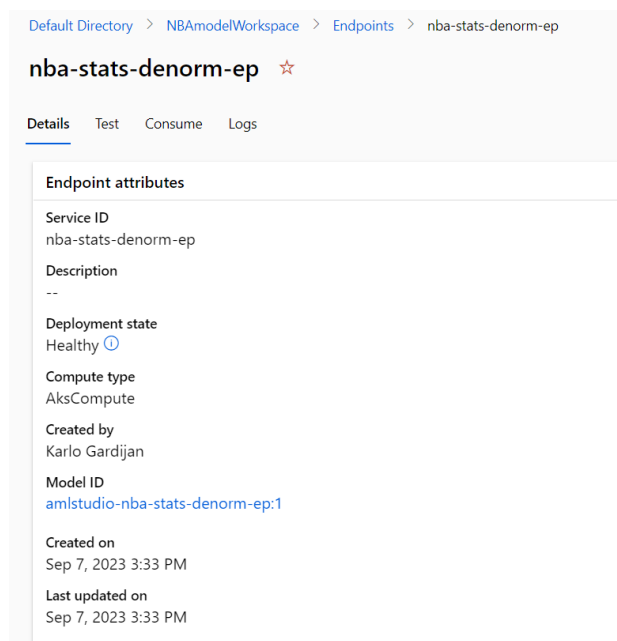 Default Directory > NBAmodelWorkspace > Endpoints > nba-stats-denorm-ep
nba-stats-denorm-ep
Details Test Consume Logs
Endpoint attributes
Service ID
nba-stats-denorm-ep
Description
--
Deployment state
Healthy
Compute type
AksCompute
Created by
Karlo Gardijan
Model ID
amlstudio-nba-stats-denorm-ep:1
Created on
Sep 7, 2023 3:33 PM
Last updated on
Sep 7, 2023 3:33 PM